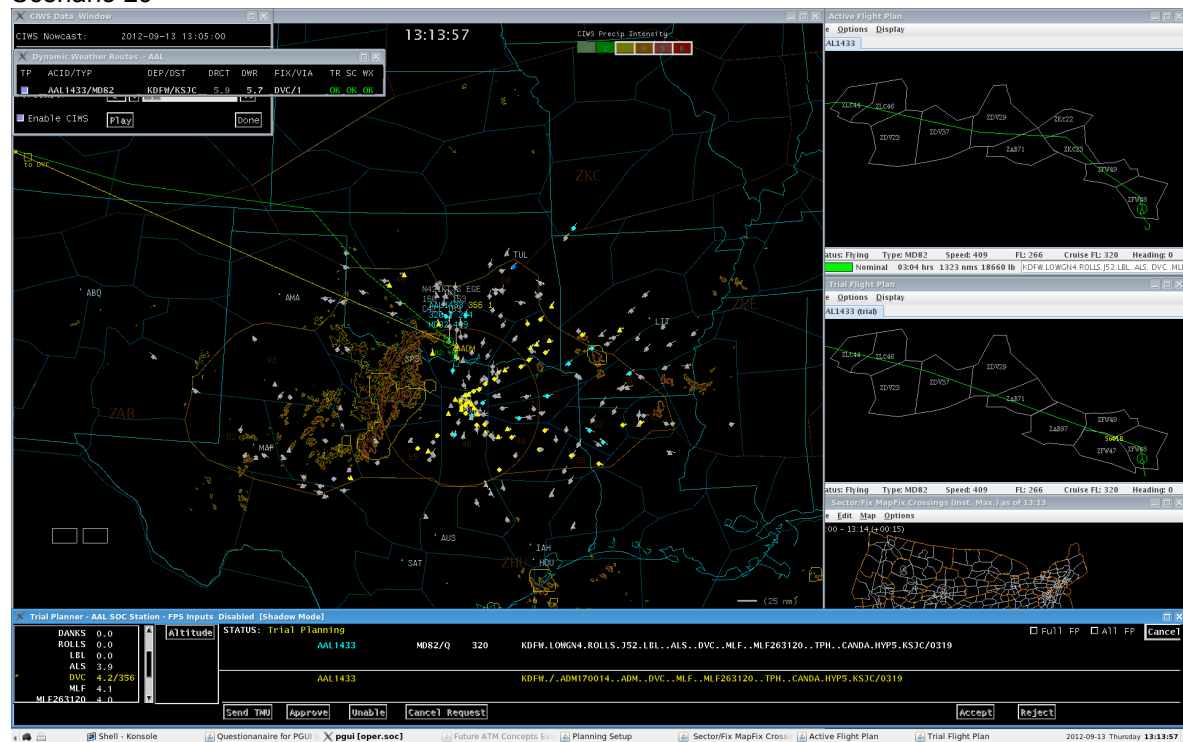 CIWS Data Window
CIWS Nowcast: 2012-09-13 13:05:00
Dynamic Weather Routes - AAL
TP ACID/TYP DEP/DST DRCT DWR FIX/VIA TR SC WX
AAL1433/MD82 KDFW/KSJC 5.9 5.7 DVC/1 OK OK OK
Enable CIWS Play Done
13:13:57
CIWS Precip Intensity
to DVC
ZKC
TUL
ABQ
AMA
LIT
ZME
SPS
ZAB
MAF
AUS
IAH
SAT
ZHU
HOU
(25 nm)
Active Flight Plan
Options Display
AAL1433
ZLC44
ZLC46
ZDV23
ZDV37
ZDV29
ZAB71
ZKC22
ZKC23
ZFW49
Status: Flying Type: MD82 Speed: 409 FL: 266 Cruise FL: 320 Heading: 0
Nominal 03:04 hrs 1323 nms 18660 lb KDFW.LOWGN4.ROLLS.J52.LBL..ALS..DVC..MLF
Trial Flight Plan
Options Display
AAL1433 (trial)
ZLC44
ZLC46
ZDV23
ZDV37
ZDV29
ZAB71
ZAB97
ZFW49
ZFW47
Status: Flying Type: MD82 Speed: 409 FL: 266 Cruise FL: 320 Heading: 0
Sector/Fix MapFix Crossings (Inst. Max.) as of 13:13
Edit Map Options
:00 - 13:14 (+00:15)
Trial Planner - AAL SOC Station - FPS Inputs Disabled [Shadow Mode]
DANKS 0.0
ROLLS 0.0
LBL 0.0
ALS 3.9
* DVC 4.2/356
MLF 4.1
MLF263120 4.0
Altitude
STATUS: Trial Planning
Full FP All FP Cancel
AAL1433 MD82/Q 320 KDFW.LOWGN4.ROLLS.J52.LBL..ALS..DVC..MLF..MLF263120..TPH..CANDA.HYP5.KSJC/0319
AAL1433 KDFW./.ADM170014..ADM..DVC..MLF..MLF263120..TPH..CANDA.HYP5.KSJC/0319
Send TMU Approve Unable Cancel Request Accept Reject
Shell - Konsole
Questionanaire for PGUI
pgui [oper.soc]
Future ATM Concepts Ev
Planning Setup
Sector/Fix MapFix Crossi
Active Flight Plan
Trial Flight Plan
2012-09-13 Thursday 13:13:57